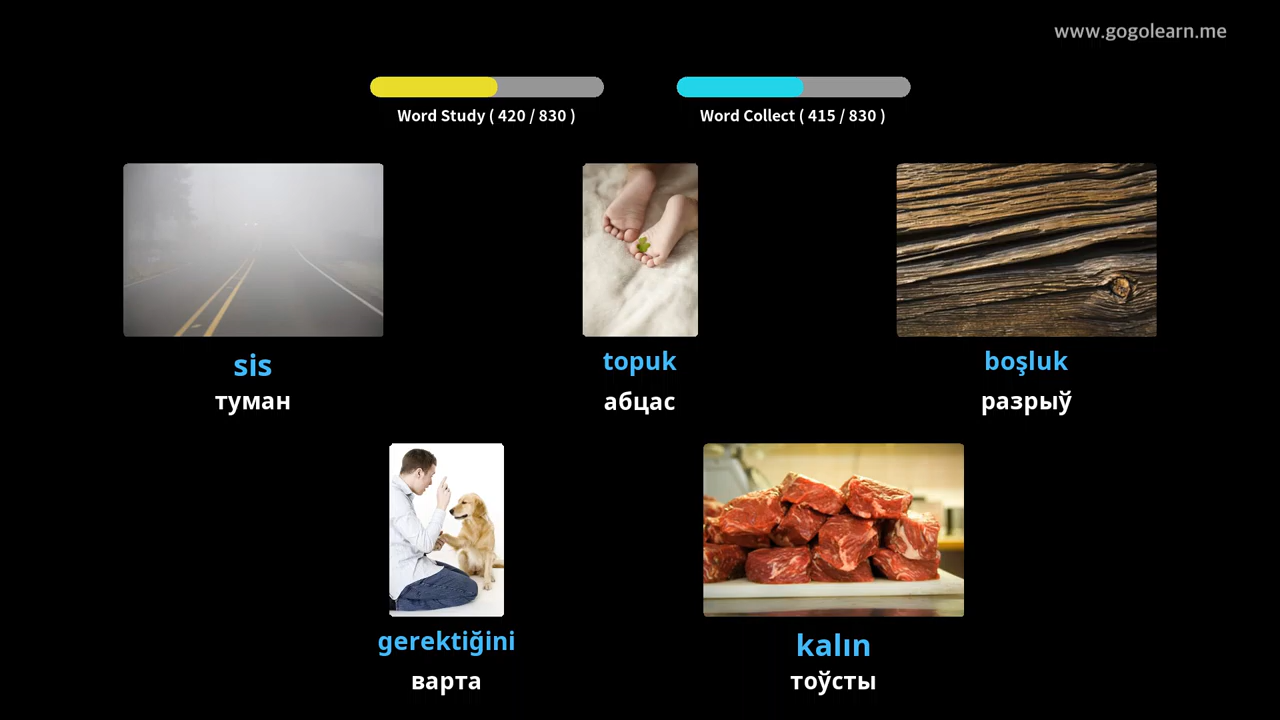 www.gogolearn.me
Word Study ( 420 / 830 )
Word Collect ( 415 / 830 )
sis
туман
topuk
абцас
boşluk
разрыў
gerektiğini
варта
kalın
тоўсты